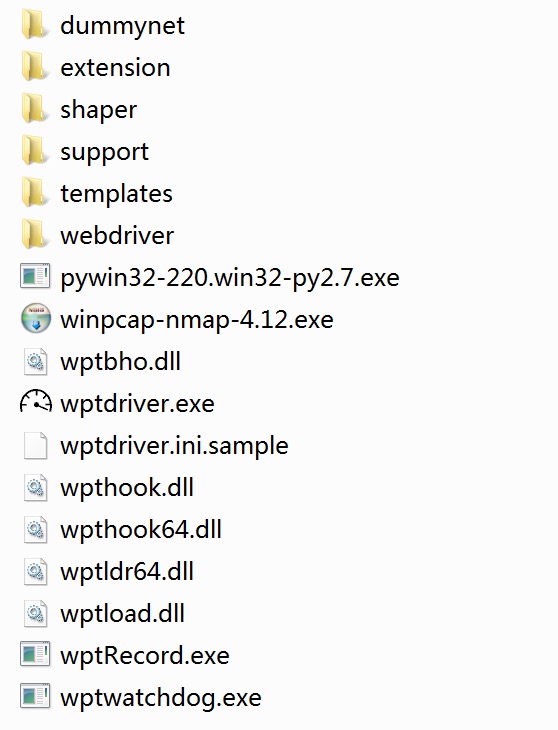 dummynet
extension
shaper
support
templates
webdriver
pywin32-220.win32-py2.7.exe
winpcap-nmap-4.12.exe
wptbho.dll
wptdriver.exe
wptdriver.ini.sample
wpthook.dll
wpthook64.dll
wptldr64.dll
wptload.dll
wptRecord.exe
wptwatchdog.exe